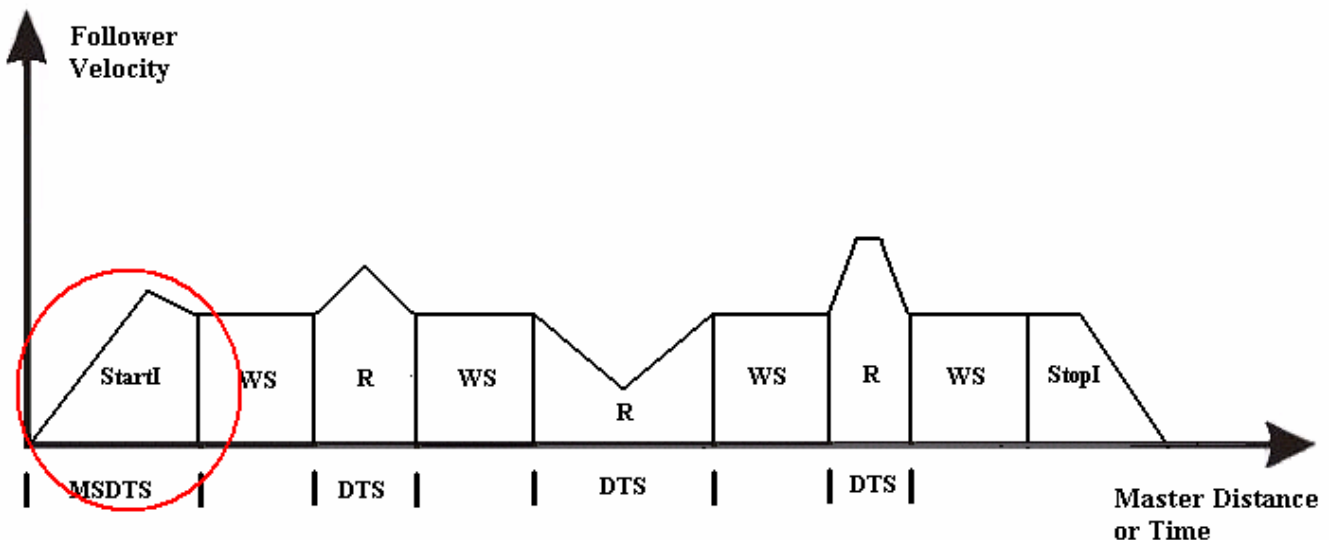 Follower
Velocity
StartI
WS
R
WS
R
WS
R
WS
StopI
MSDTS
DTS
DTS
DTS
Master Distance
or Time